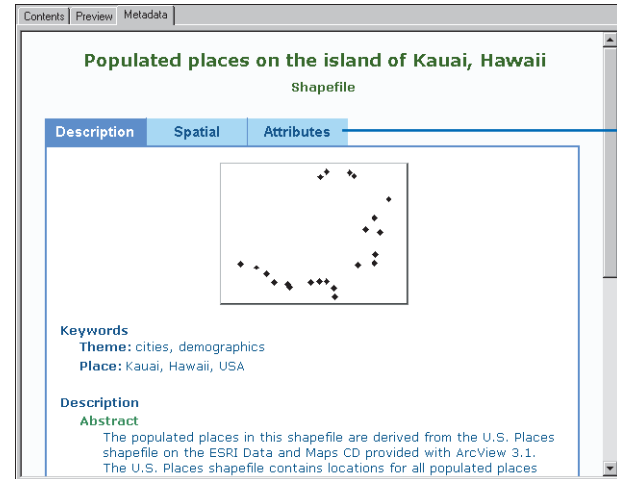 Contents Preview Metadata
Populated places on the island of Kauai, Hawaii
Shapefile
Description Spatial Attributes
Keywords
Theme: cities, demographics
Place: Kauai, Hawaii, USA
Description
Abstract
The populated places in this shapefile are derived from the U.S. Places
shapefile on the ESRI Data and Maps CD provided with ArcView 3.1.
The U.S. Places shapefile contains locations for all populated places